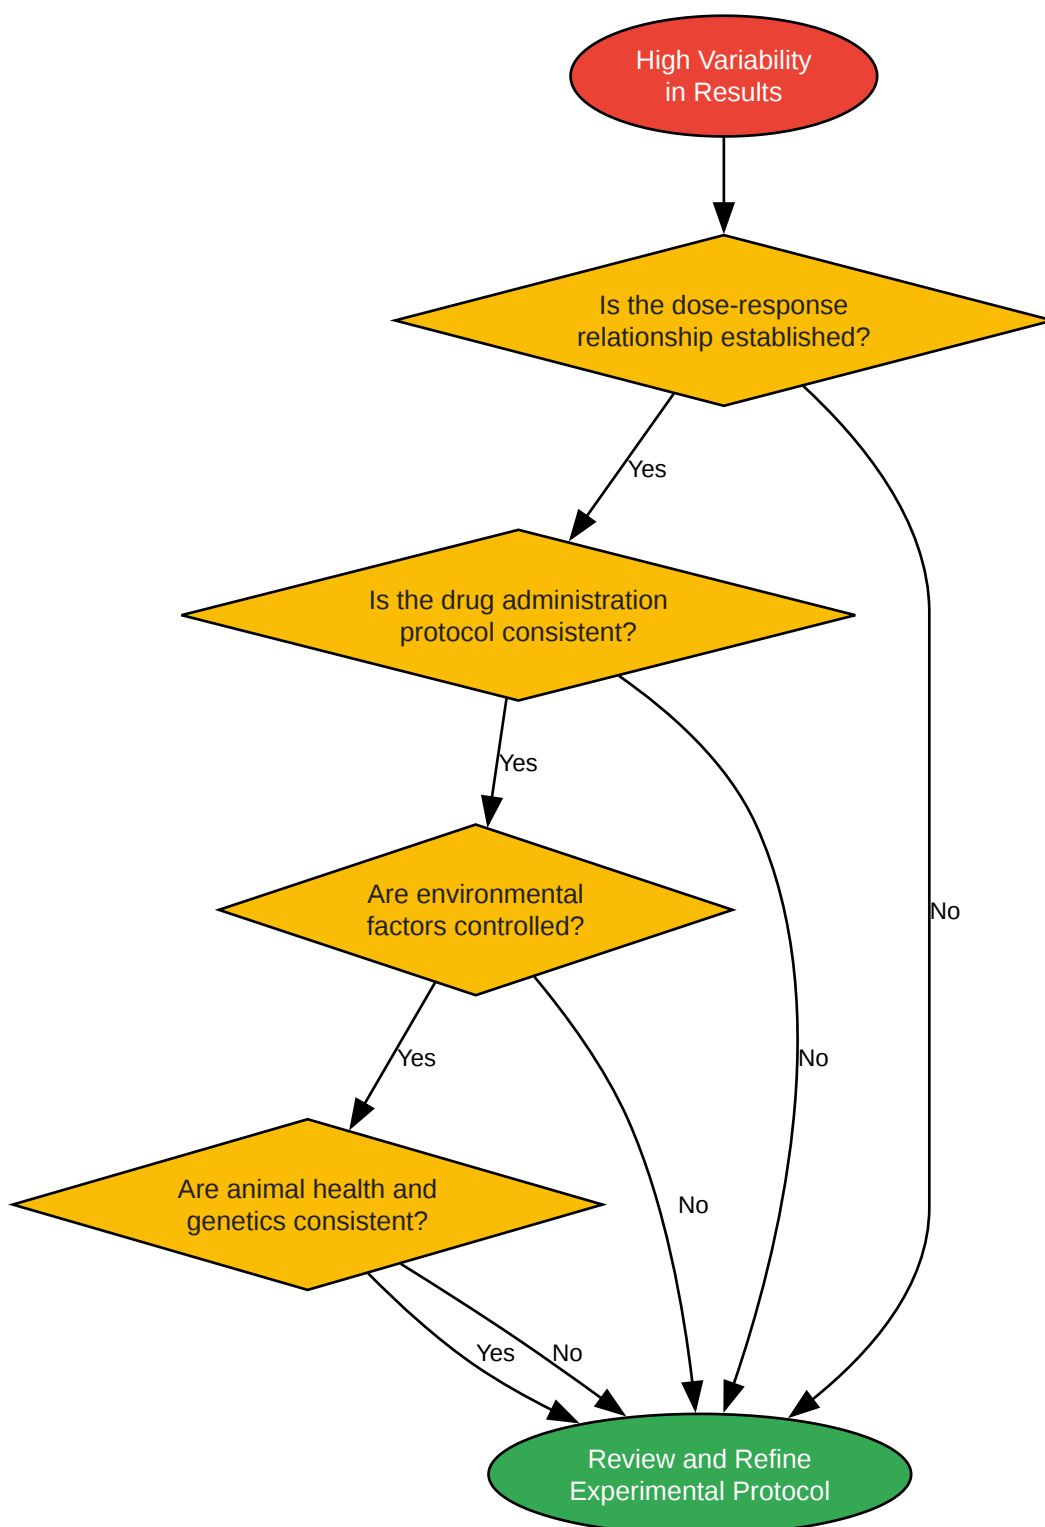 High Variability
in Results
Is the dose-response
relationship established?
Yes
Is the drug administration
protocol consistent?
Yes
Are environmental
factors controlled?
No
Yes
No
Are animal health and
genetics consistent?
No
Yes
No
Review and Refine
Experimental Protocol